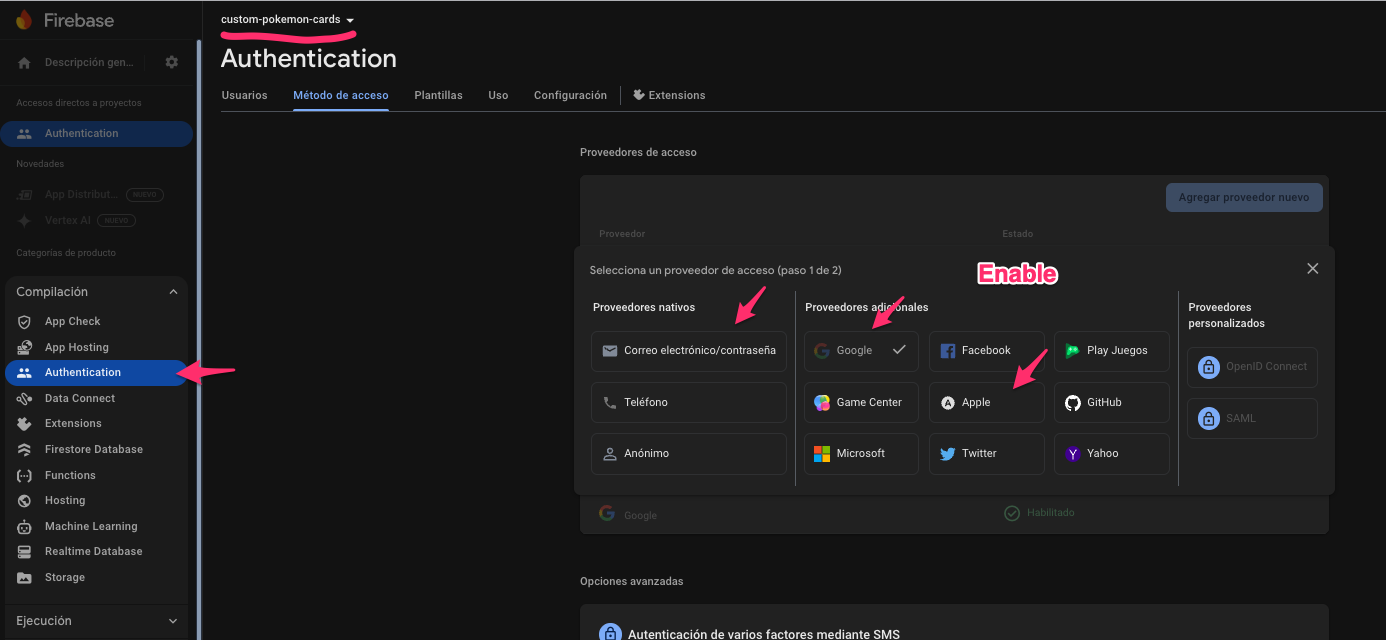 Firebase
custom-pokemon-cards
Descripción gen...
Authentication
Usuarios
Método de acceso
Plantillas
Uso
Configuración
Extensions
Accesos directos a proyectos
Authentication
Novedades
App Distribut... NUEVO
Vertex AI NUEVO
Categorías de producto
Compilación
App Check
App Hosting
Authentication
Data Connect
Extensions
Firestore Database
Functions
Hosting
Machine Learning
Realtime Database
Storage
Ejecución
Proveedores de acceso
Agregar proveedor nuevo
Proveedor
Estado
Selecciona un proveedor de acceso (paso 1 de 2)
Enable
Proveedores nativos
Correo electrónico/contraseña
Teléfono
Anónimo
Proveedores adicionales
Google
Facebook
Play Juegos
Game Center
Apple
GitHub
Microsoft
Twitter
Yahoo
Proveedores
personalizados
OpenID Connect
SAML
Google
Habilitado
Opciones avanzadas
Autenticación de varios factores mediante SMS